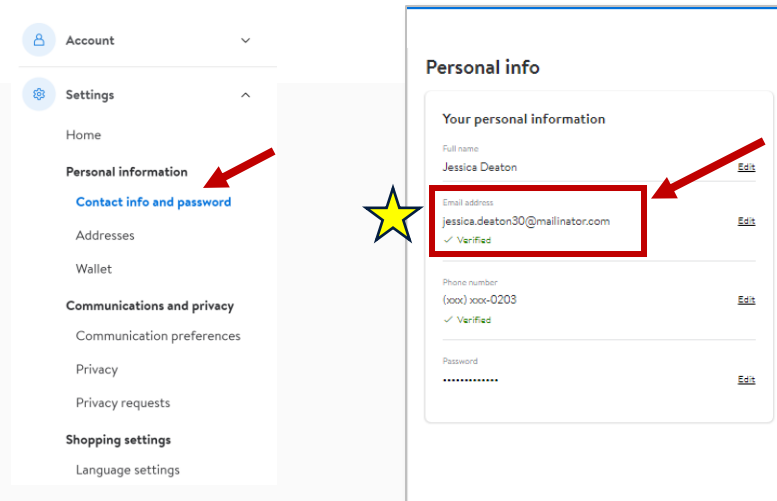 Account
Settings
Home
Personal information
Contact info and password
Addresses
Wallet
Communications and privacy
Communication preferences
Privacy
Privacy requests
Shopping settings
Language settings
Personal info
Your personal information
Full name
Jessica Deaton Edit
Email address
jessica.deaton30@mailinator.com Edit
Verified
Phone number
(xxx) xxx-0203 Edit
Verified
Password
••••••••••••• Edit